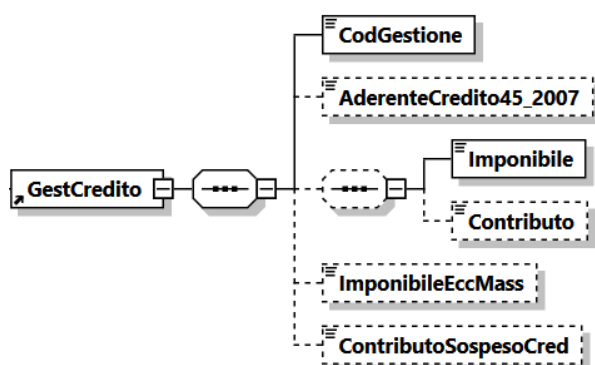 CodGestione
AderenteCredito45_2007
GestCredito
Imponibile
Contributo
ImponibileEccMass
ContributoSospesoCred